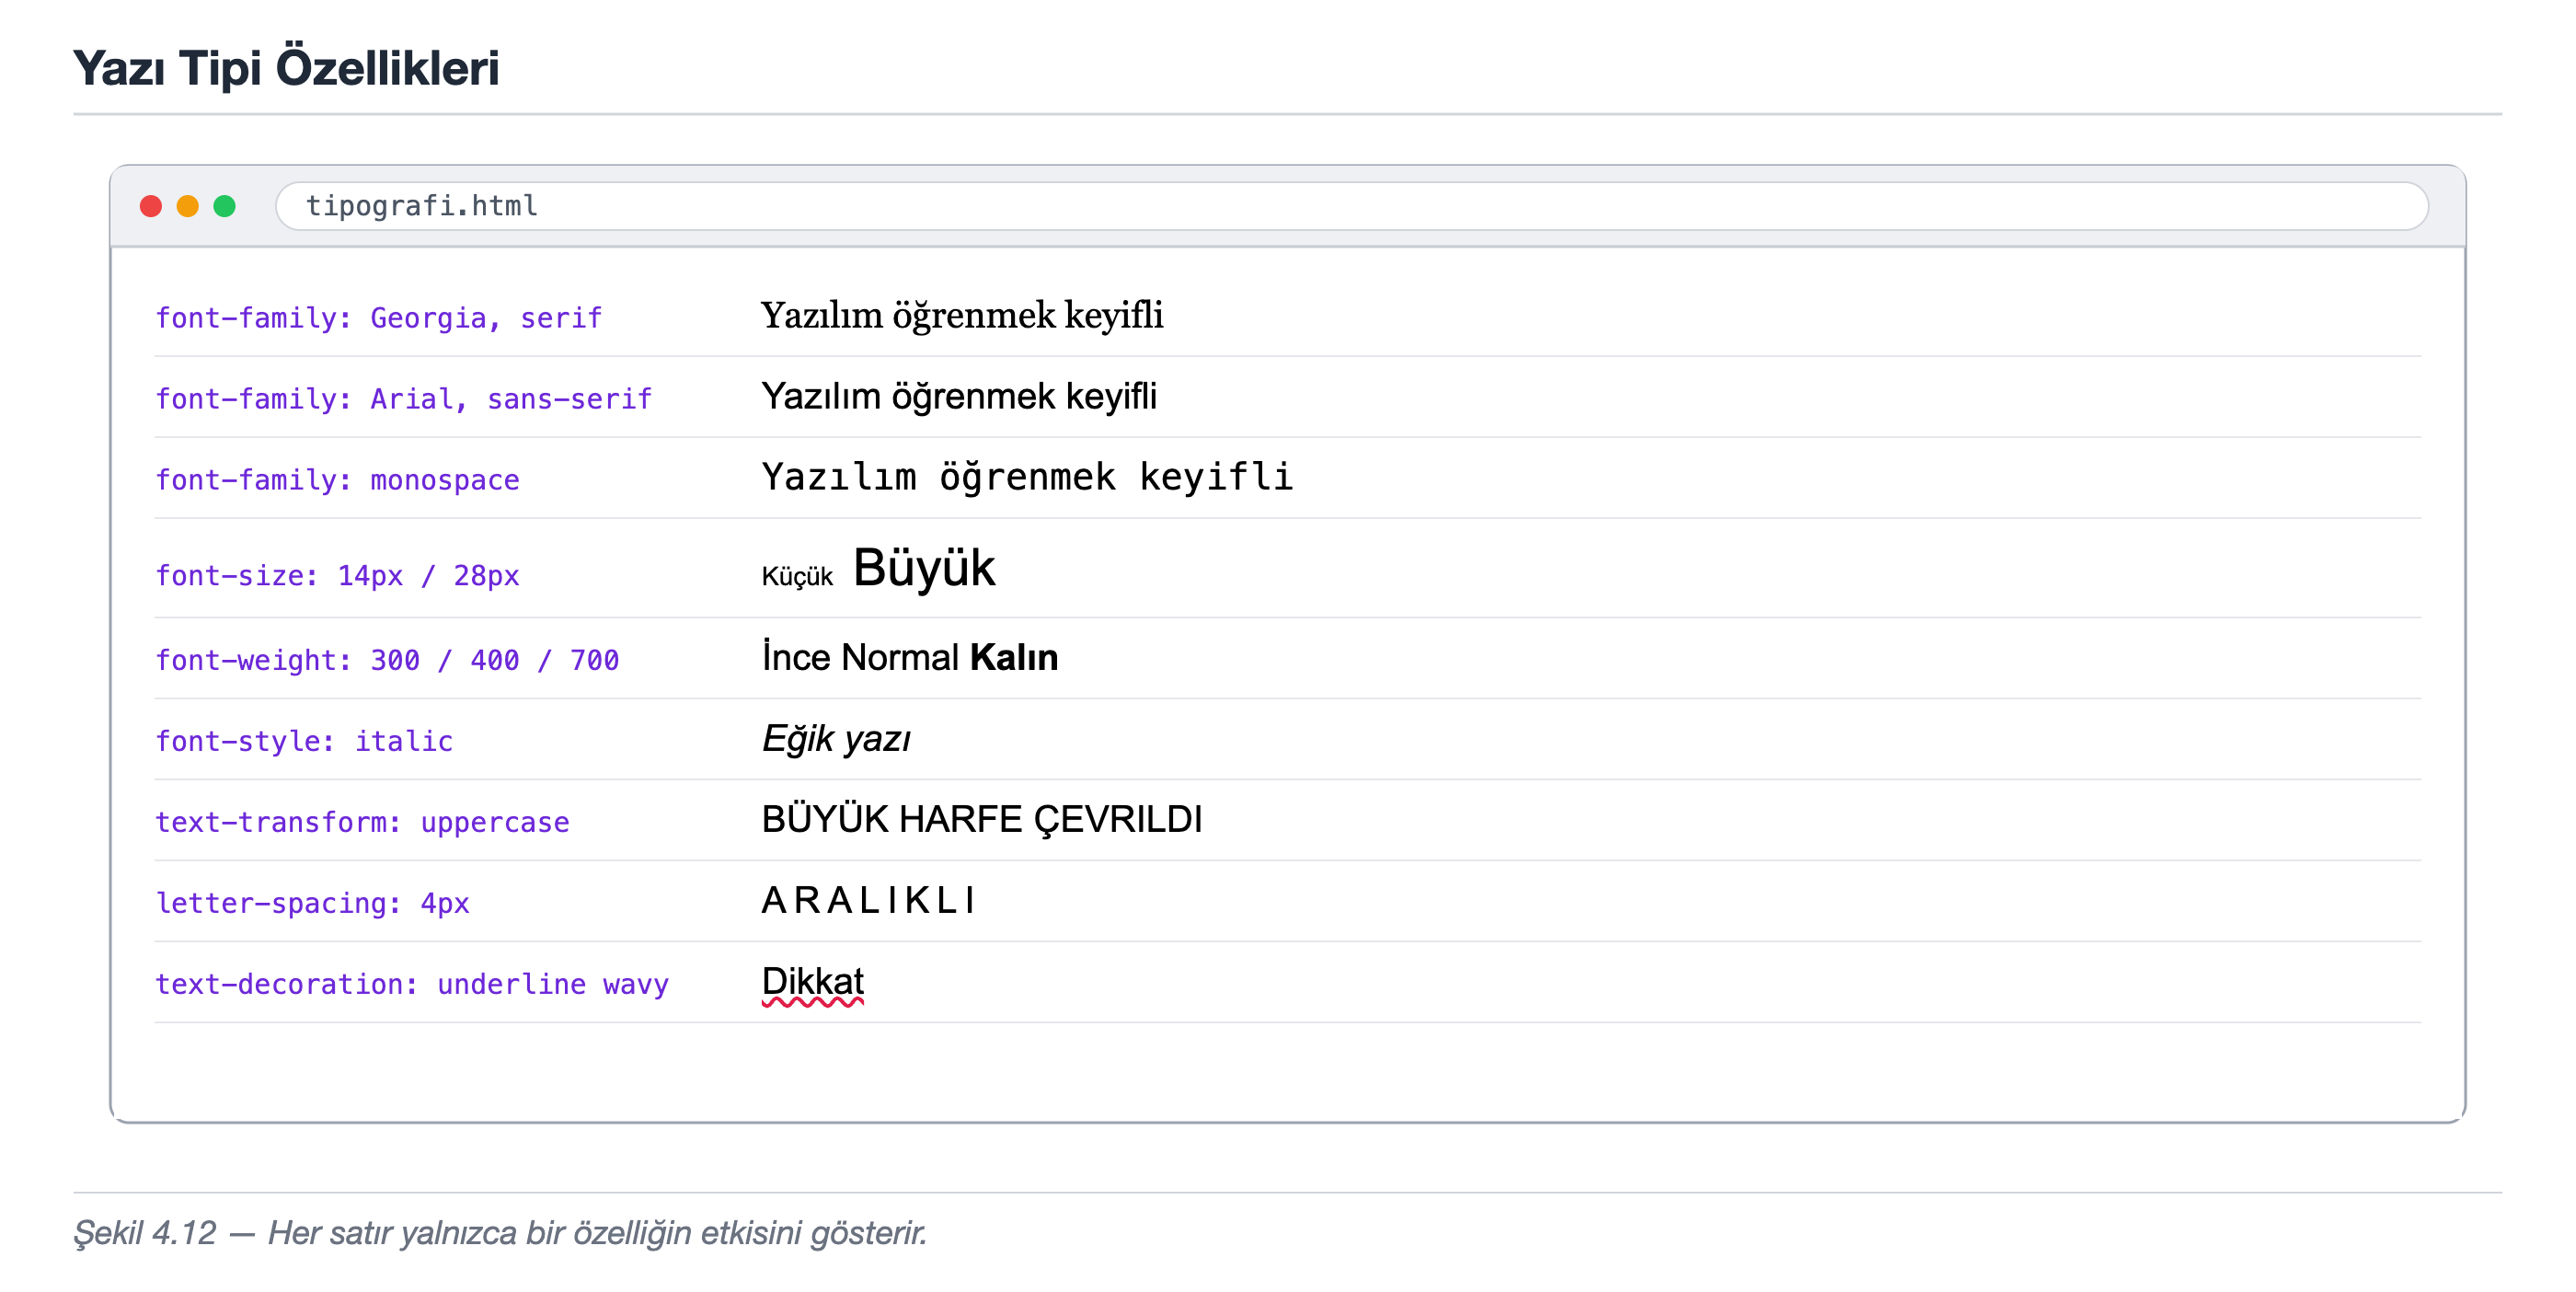 Yazı Tipi Özellikleri
tipografi.html
font-family: Georgia, serif Yazılım öğrenmek keyifli
font-family: Arial, sans-serif Yazılım öğrenmek keyifli
font-family: monospace Yazılım öğrenmek keyifli
font-size: 14px / 28px Küçük Büyük
font-weight: 300 / 400 / 700 İnce Normal Kalın
font-style: italic Eğik yazı
text-transform: uppercase BÜYÜK HARFE ÇEVRILDI
letter-spacing: 4px ARALIKLI
text-decoration: underline wavy Dikkat
Şekil 4.12 — Her satır yalnızca bir özelliğin etkisini gösterir.